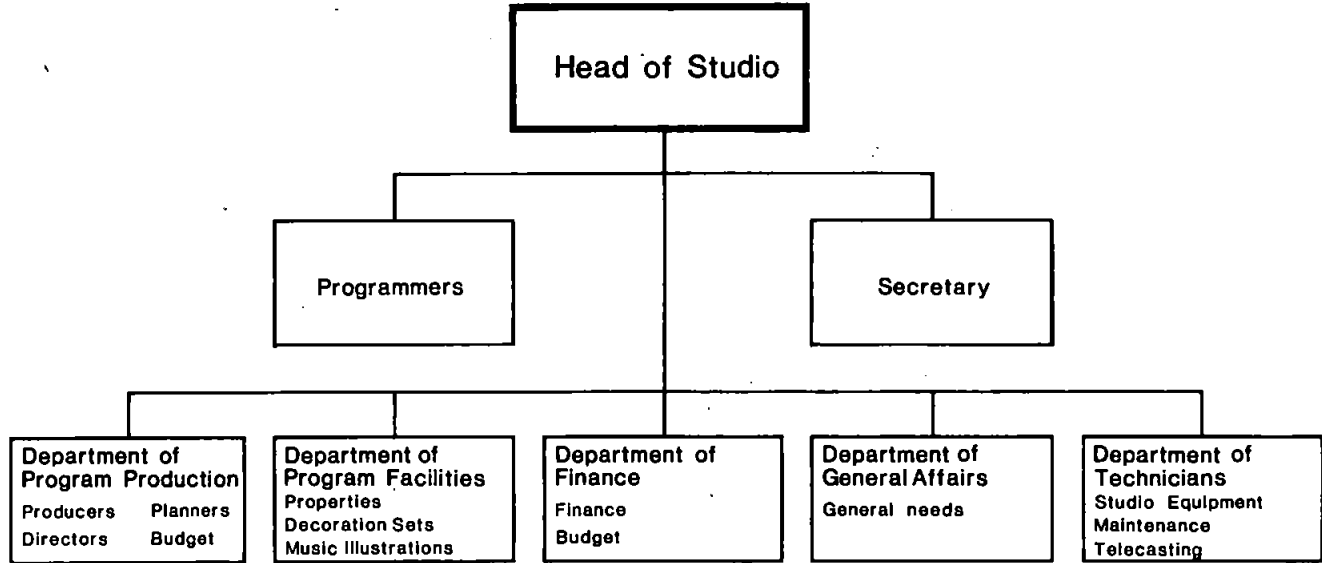 Head of Studio
Programmers
Secretary
Department of
Program Production
Producers Planners
Directors Budget
Department of
Program Facilities
Properties
Decoration Sets
Music Illustrations
Department of
Finance
Finance
Budget
Department of
General Affairs
General needs
Department of
Technicians
Studio Equipment
Maintenance
Telecasting